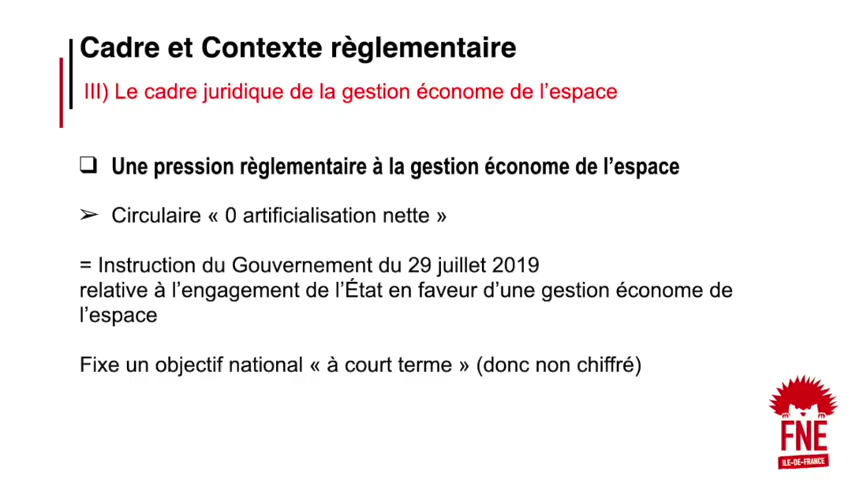 Cadre et Contexte règlementaire
III) Le cadre juridique de la gestion économe de l'espace
❑ Une pression règlementaire à la gestion économe de l'espace
➢ Circulaire « 0 artificialisation nette »
= Instruction du Gouvernement du 29 juillet 2019
relative à l'engagement de l'État en faveur d'une gestion économe de
l'espace
Fixe un objectif national « à court terme » (donc non chiffré)
FNE
ILE-DE-FRANCE